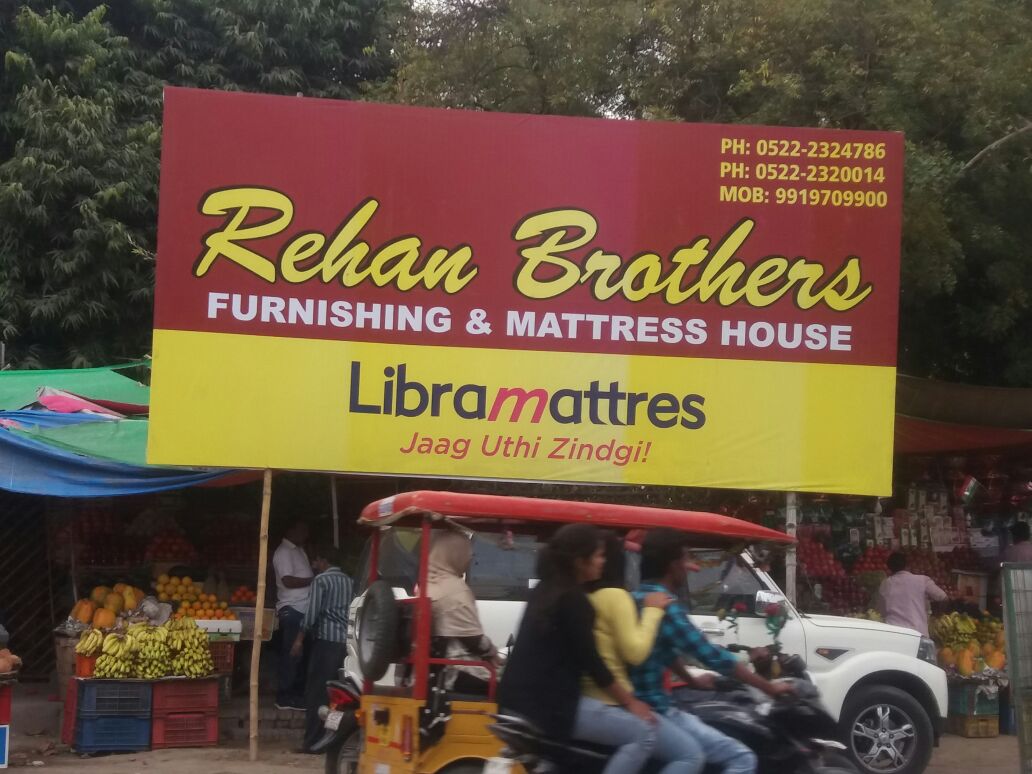 PH: 0522-2324786
PH: 0522-2320014
MOB: 9919709900
Rehan Brothers
FURNISHING & MATTRESS HOUSE
Libramattres
Jaag Uthi Zindgi!